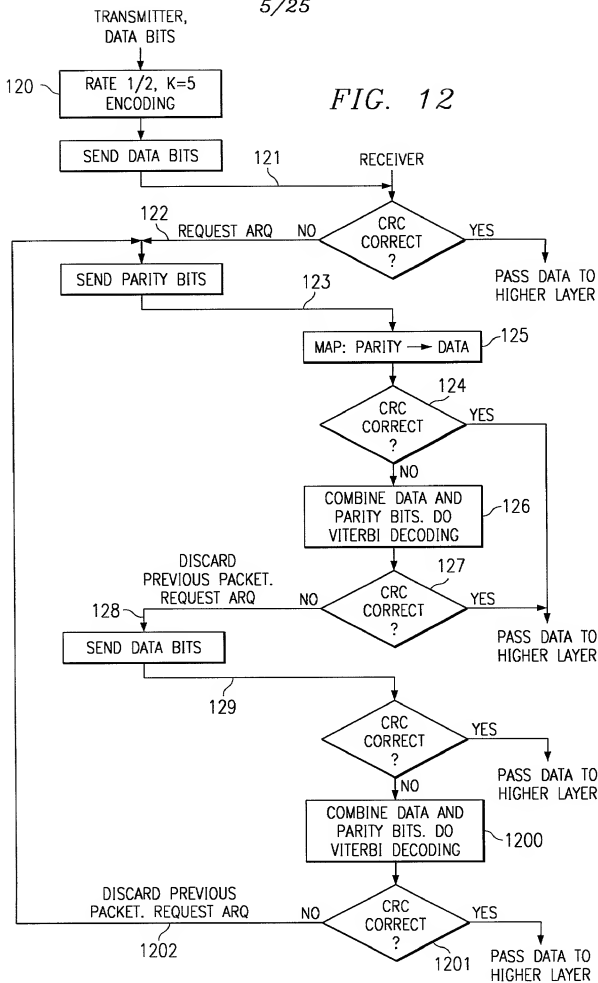 5/25
TRANSMITTER,
DATA BITS
120
RATE 1/2, K=5
ENCODING
FIG. 12
SEND DATA BITS
121
RECEIVER
122
REQUEST ARQ
NO
CRC
CORRECT
?
YES
PASS DATA TO
HIGHER LAYER
SEND PARITY BITS
123
MAP: PARITY → DATA
125
124
CRC
CORRECT
?
YES
NO
COMBINE DATA AND
PARITY BITS. DO
VITERBI DECODING
126
DISCARD
PREVIOUS PACKET.
REQUEST ARQ
NO
127
CRC
CORRECT
?
YES
PASS DATA TO
HIGHER LAYER
128
SEND DATA BITS
129
CRC
CORRECT
?
YES
PASS DATA TO
HIGHER LAYER
NO
COMBINE DATA AND
PARITY BITS. DO
VITERBI DECODING
1200
DISCARD PREVIOUS
PACKET. REQUEST ARQ
NO
1202
CRC
CORRECT
?
YES
1201
PASS DATA TO
HIGHER LAYER